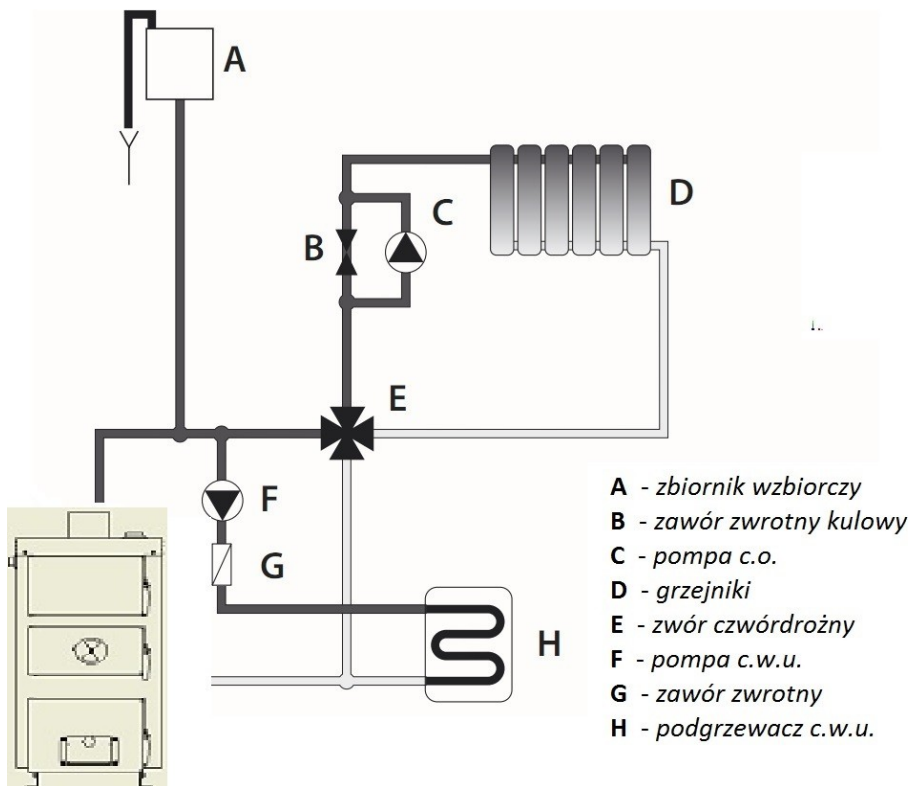 A
B
C
D
E
F
G
H
A - zbiornik wzbiorczy
B - zawór zwrotny kulowy
C - pompa c.o.
D - grzejniki
E - zwór czwórdrożny
F - pompa c.w.u.
G - zawór zwrotny
H - podgrzewacz c.w.u.